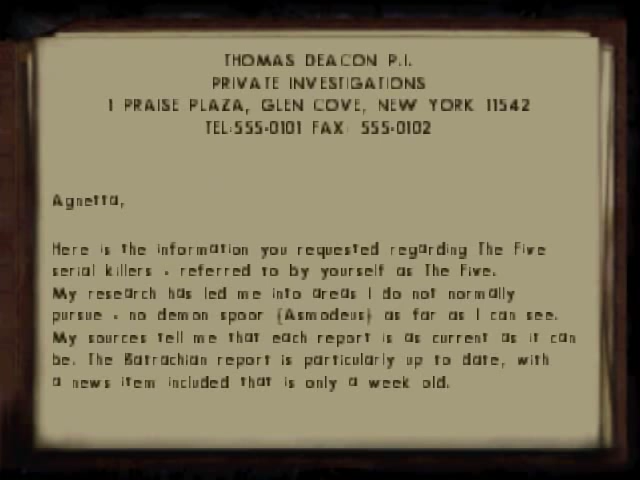 THOMAS DEACON P.I.
PRIVATE INVESTIGATIONS
1 PRAISE PLAZA, GLEN COVE, NEW YORK 11542
TEL:555-0101 FAX: 555-0102
Agnetta,
Here is the information you requested regarding The Five
serial killers - referred to by yourself as The Five.
My research has led me into areas I do not normally
pursue - no demon spoor (Asmodeus) as far as I can see.
My sources tell me that each report is as current as it can
be. The Batrachian report is particularly up to date, with
a news item included that is only a week old.